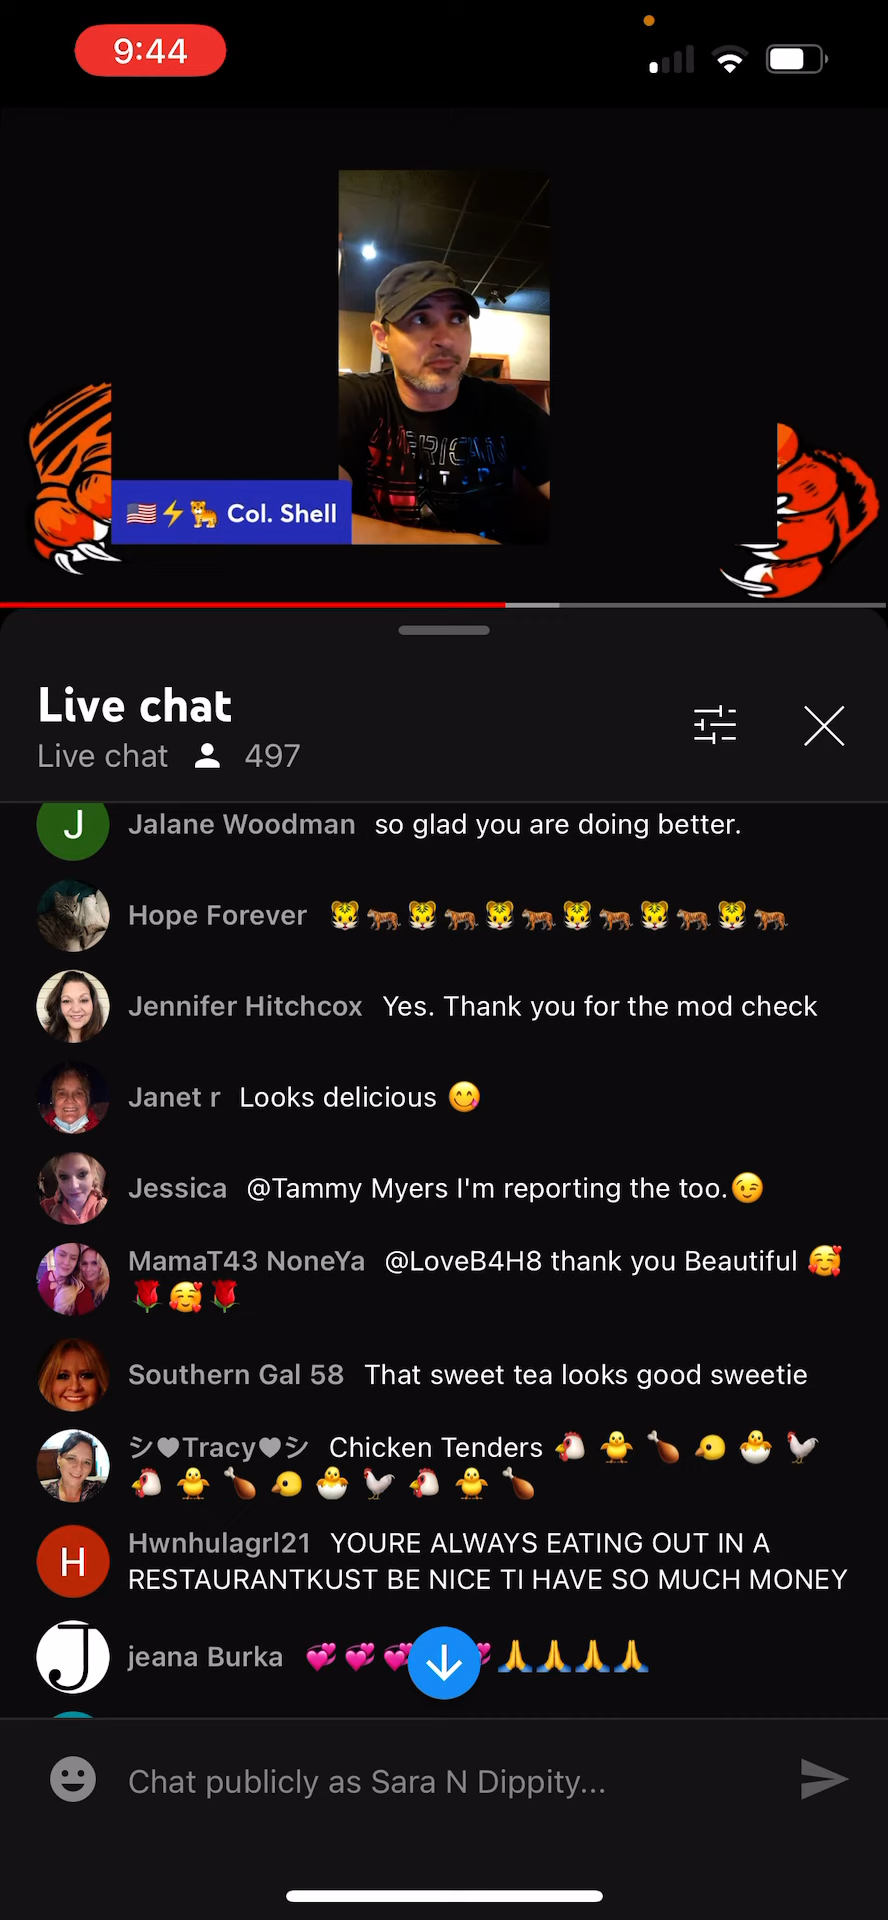 9:44
🇺🇸⚡🐅 Col. Shell
Live chat
Live chat 497
J Jalane Woodman so glad you are doing better.
Hope Forever 🐯🐅🐯🐅🐯🐅🐯🐅🐯🐅🐯🐅
Jennifer Hitchcox Yes. Thank you for the mod check
Janet r Looks delicious 😋
Jessica @Tammy Myers I'm reporting the too.😉
MamaT43 NoneYa @LoveB4H8 thank you Beautiful 🥰
🌹🥰🌹
Southern Gal 58 That sweet tea looks good sweetie
シ♥Tracy♥シ Chicken Tenders 🐔 🐥 🍗 🐤 🐣 🐓
🐔 🐥 🍗 🐤 🐣 🐓 🐔 🐥 🍗
H Hwnhulagrl21 YOURE ALWAYS EATING OUT IN A
RESTAURANTKUST BE NICE TI HAVE SO MUCH MONEY
J jeana Burka 💞 💞 💞 💞 🙏🙏🙏🙏
Chat publicly as Sara N Dippity...